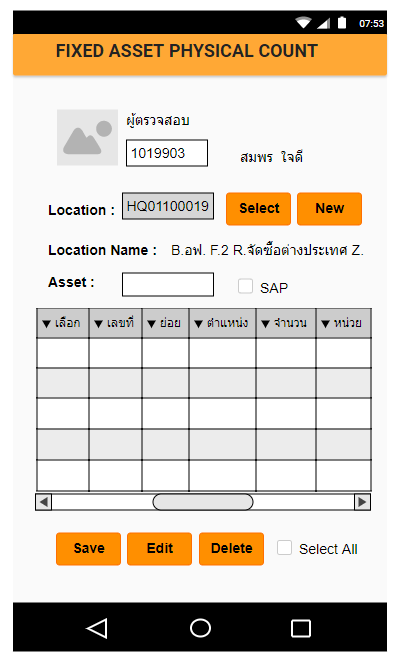 07:53
FIXED ASSET PHYSICAL COUNT
ผู้ตรวจสอบ
1019903 สมพร ใจดี
Location : HQ01100019 Select New
Location Name : B.อฟ. F.2 R.จัดซื้อต่างประเทศ Z.
Asset : SAP
▼ เลือก ▼ เลขที่ ▼ ย่อย ▼ ตำแหน่ง ▼ จำนวน ▼ หน่วย
Save Edit Delete Select All